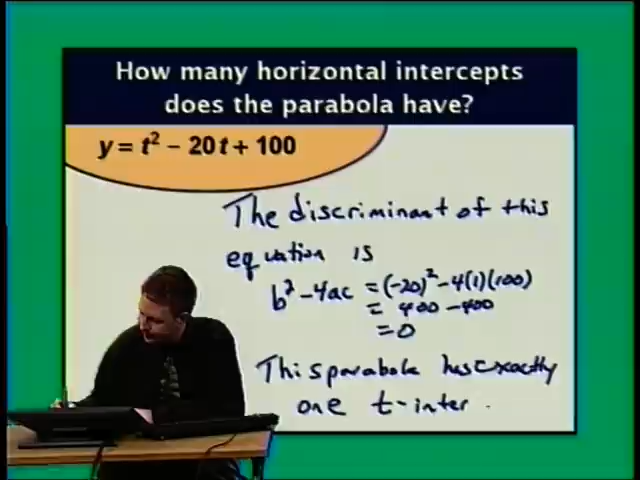 How many horizontal intercepts
does the parabola have?
y = t² – 20t + 100
The discriminant of this
equation is
b² - 4ac = (-20)² - 4(1)(100)
= 400 - 400
= 0
This parabola has exactly
one t-inter